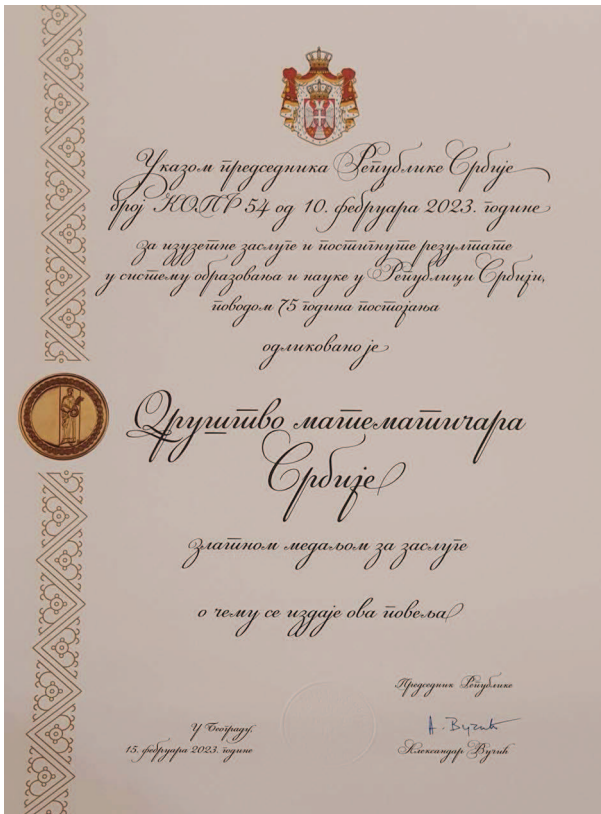 Указом председника Републике Србије
број КОПР 54 од 10. фебруара 2023. године
за изузетне заслуге и постигнуте резултате
у систему образовања и науке у Републици Србији,
поводом 75 година постојања
одликовано је
Друштво математичара
Србије
златном медаљом за заслуге
о чему се издаје ова повеља
Председник Републике
У Београду,
15. фебруара 2023. године
А. Вучић
Александар Вучић